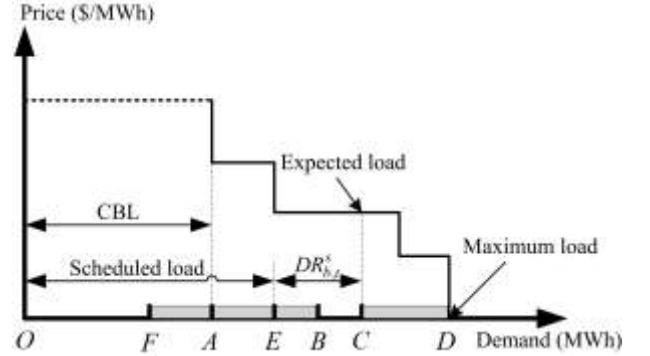 Price ($/MWh)
Expected load
CBL
Maximum load
Scheduled load
DR^s_{b,t}
O F A E B C D Demand (MWh)